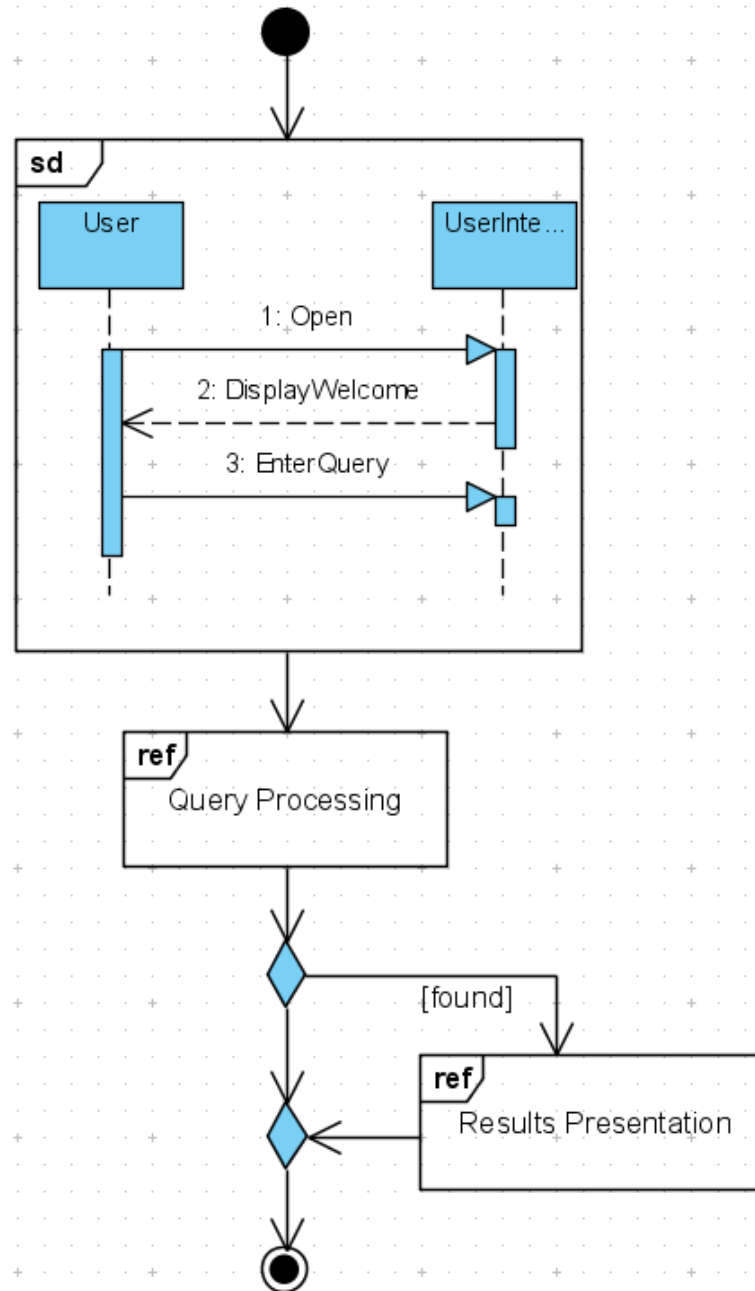 sd
User
UserInte...
1: Open
2: DisplayWelcome
3: EnterQuery
ref
Query Processing
[found]
ref
Results Presentation